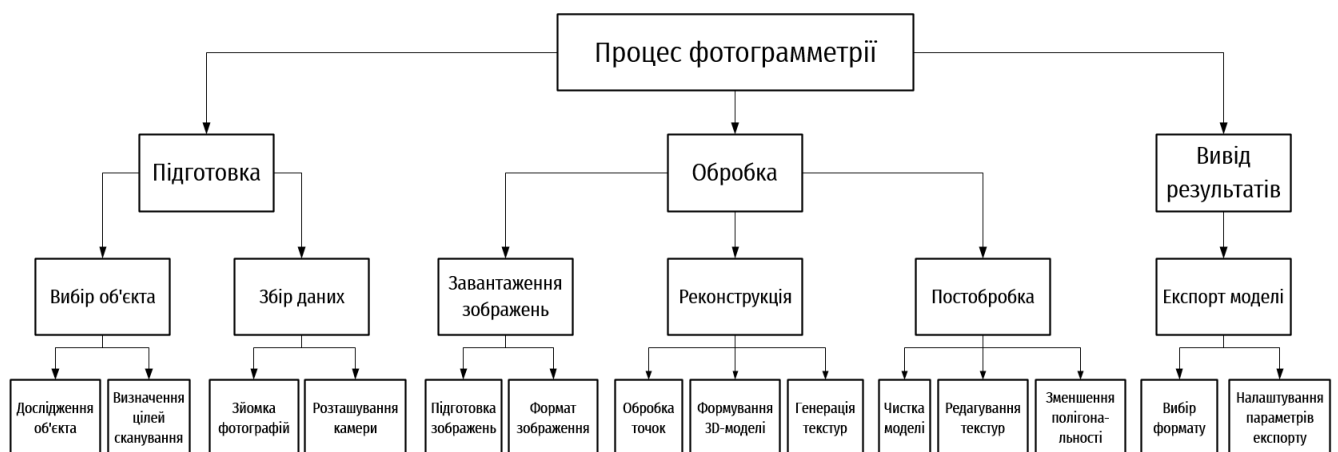 Процес фотограмметрії
Підготовка
Обробка
Вивід
результатів
Вибір об'єкта
Збір даних
Завантаження
зображень
Реконструкція
Постобробка
Експорт моделі
Дослідження
об'єкта
Визначення
цілей
сканування
Зйомка
фотографій
Розташування
камери
Підготовка
зображень
Формат
зображення
Обробка
точок
Формування
3D-моделі
Генерація
текстур
Чистка
моделі
Редагування
текстур
Зменшення
полігона-
льності
Вибір
формату
Налаштування
параметрів
експорту